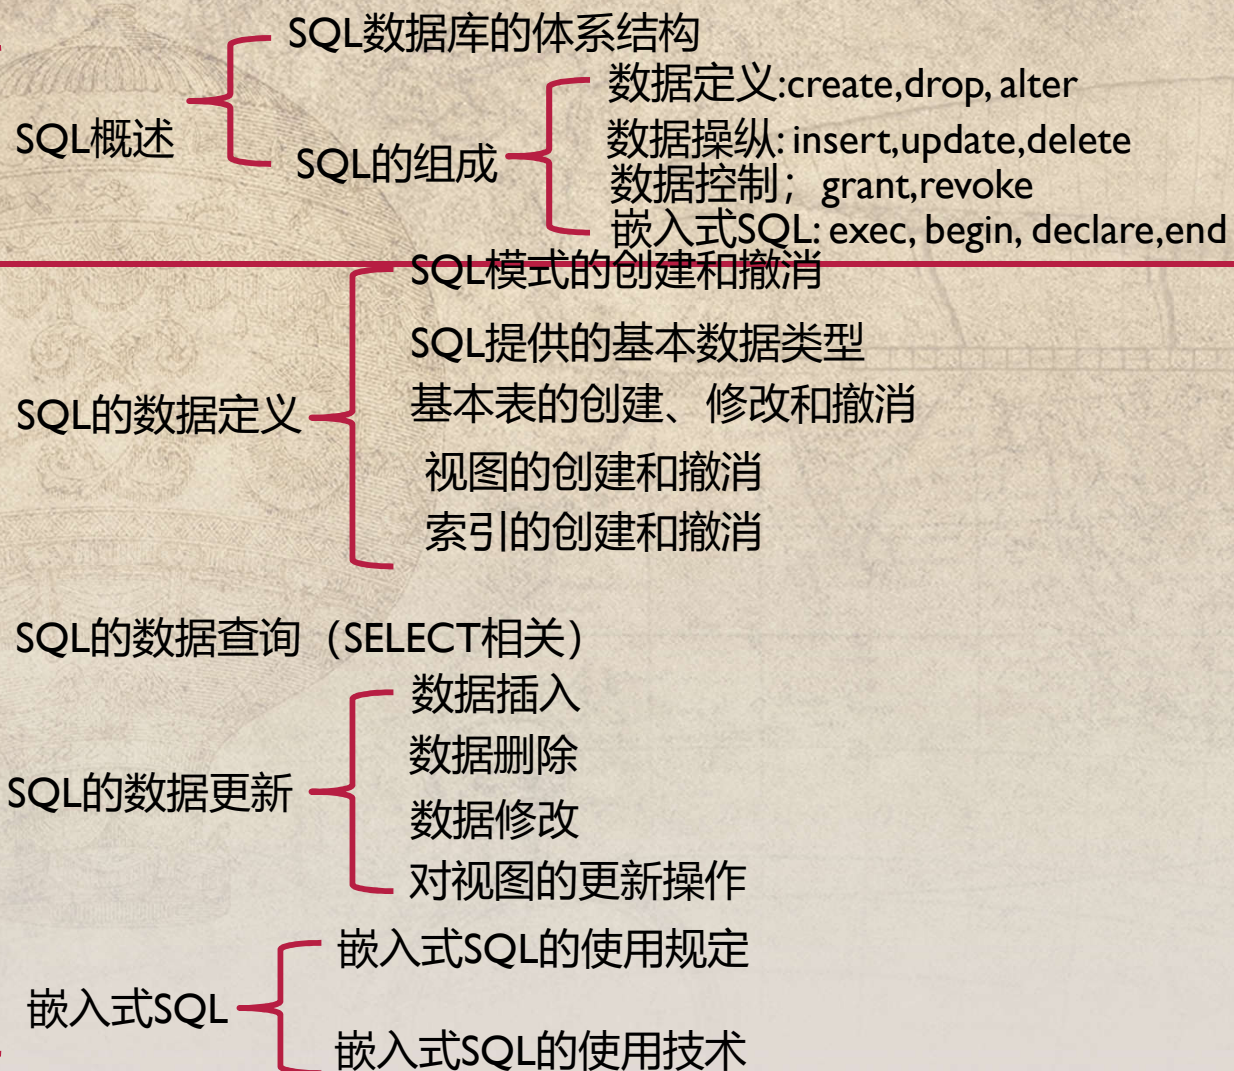 SQL数据库的体系结构
数据定义:create,drop, alter
SQL概述
数据操纵: insert,update,delete
SQL的组成
数据控制；grant,revoke
嵌入式SQL: exec, begin, declare,end
SQL模式的创建和撤消
SQL提供的基本数据类型
SQL的数据定义
基本表的创建、修改和撤消
视图的创建和撤消
索引的创建和撤消
SQL的数据查询（SELECT相关）
数据插入
数据删除
SQL的数据更新
数据修改
对视图的更新操作
嵌入式SQL的使用规定
嵌入式SQL
嵌入式SQL的使用技术